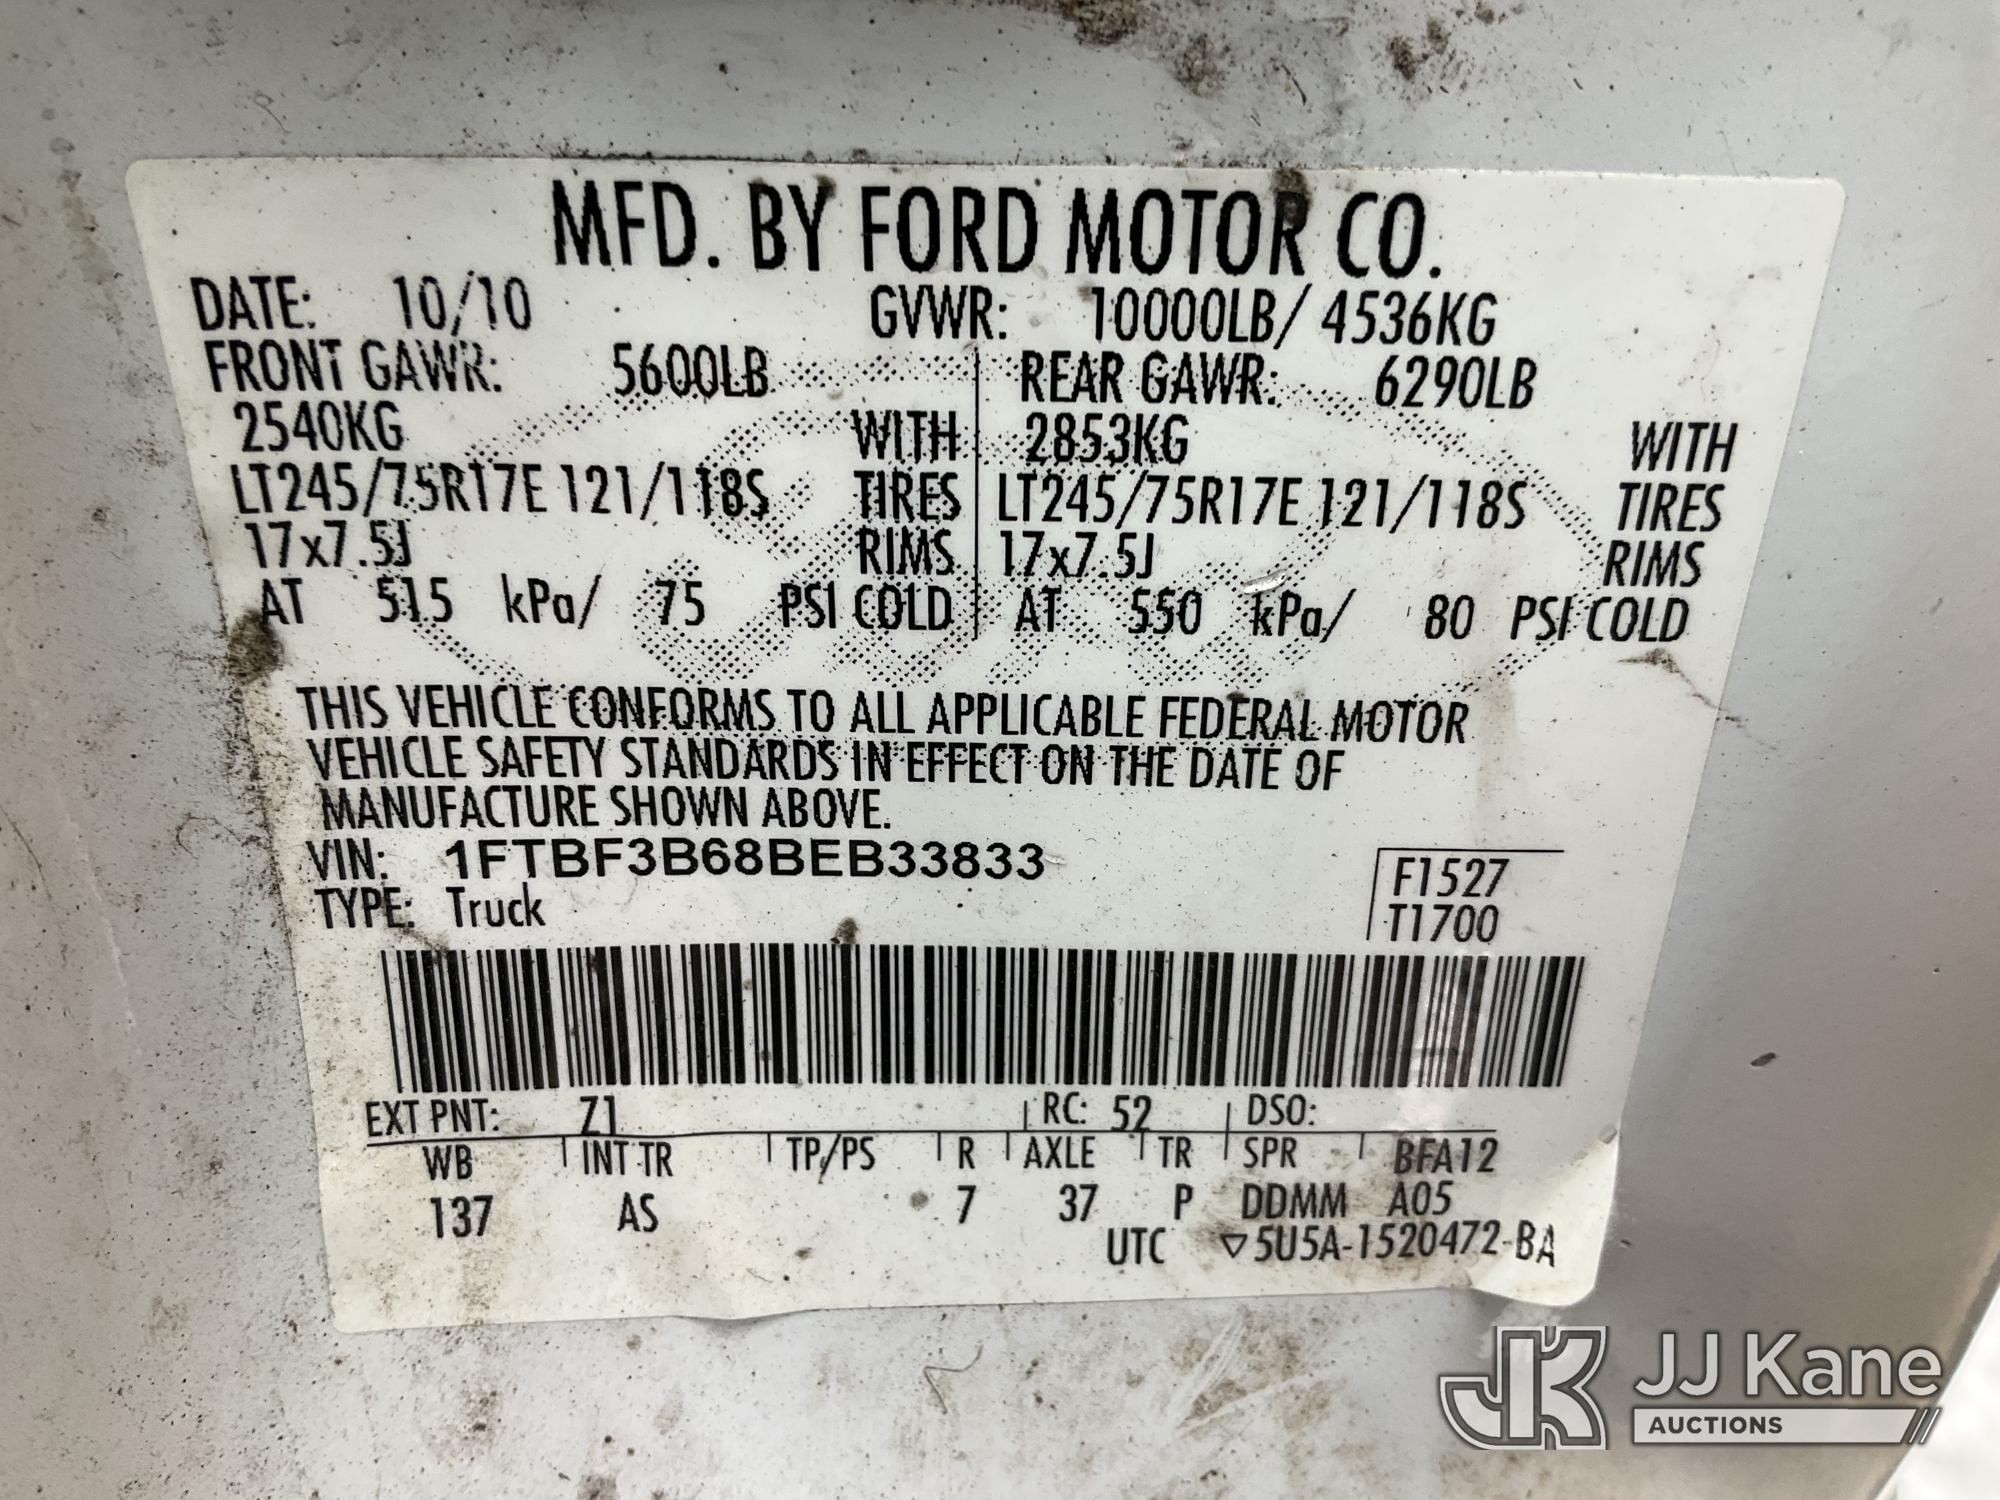 MFD. BY FORD MOTOR CO.
DATE: 10/10 GVWR: 10000LB/ 4536KG
FRONT GAWR: 5600LB REAR GAWR: 6290LB
2540KG WITH 2853KG WITH
LT245/75R17E 121/118S TIRES LT245/75R17E 121/118S TIRES
17x7.5J RIMS 17x7.5J RIMS
AT 515 kPa/ 75 PSI COLD AT 550 kPa/ 80 PSI COLD
THIS VEHICLE CONFORMS TO ALL APPLICABLE FEDERAL MOTOR
VEHICLE SAFETY STANDARDS IN EFFECT ON THE DATE OF
MANUFACTURE SHOWN ABOVE.
VIN: 1FTBF3B68BEB33833 F1527
TYPE: Truck T1700
EXT PNT: Z1 RC: 52 DSO:
WB INT TR TP/PS R AXLE TR SPR BFA12
137 AS 7 37 P DDMM A05
UTC ▽5U5A-1520472-BA
JK JJ Kane
AUCTIONS